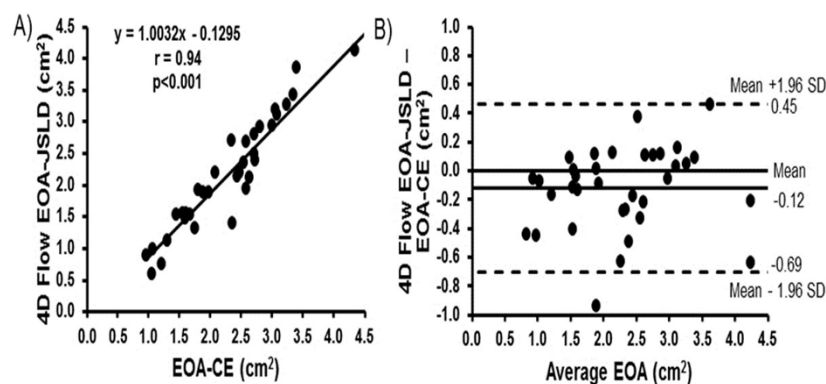 A)
4D Flow EOA-JSLD (cm²)
4.5
4.0
3.5
3.0
2.5
2.0
1.5
1.0
0.5
0.0
y = 1.0032x - 0.1295
r = 0.94
p<0.001
0.0 0.5 1.0 1.5 2.0 2.5 3.0 3.5 4.5
EOA-CE (cm²)
B)
4D Flow EOA-JSLD –
EOA-CE (cm²)
1.0
0.8
0.6
0.4
0.2
0.0
-0.2
-0.4
-0.6
-0.8
-1.0
Mean +1.96 SD
0.45
Mean
-0.12
-0.69
Mean - 1.96 SD
0.0 0.5 1.0 1.5 2.0 2.5 3.0 3.5 4.0 4.5
Average EOA (cm²)